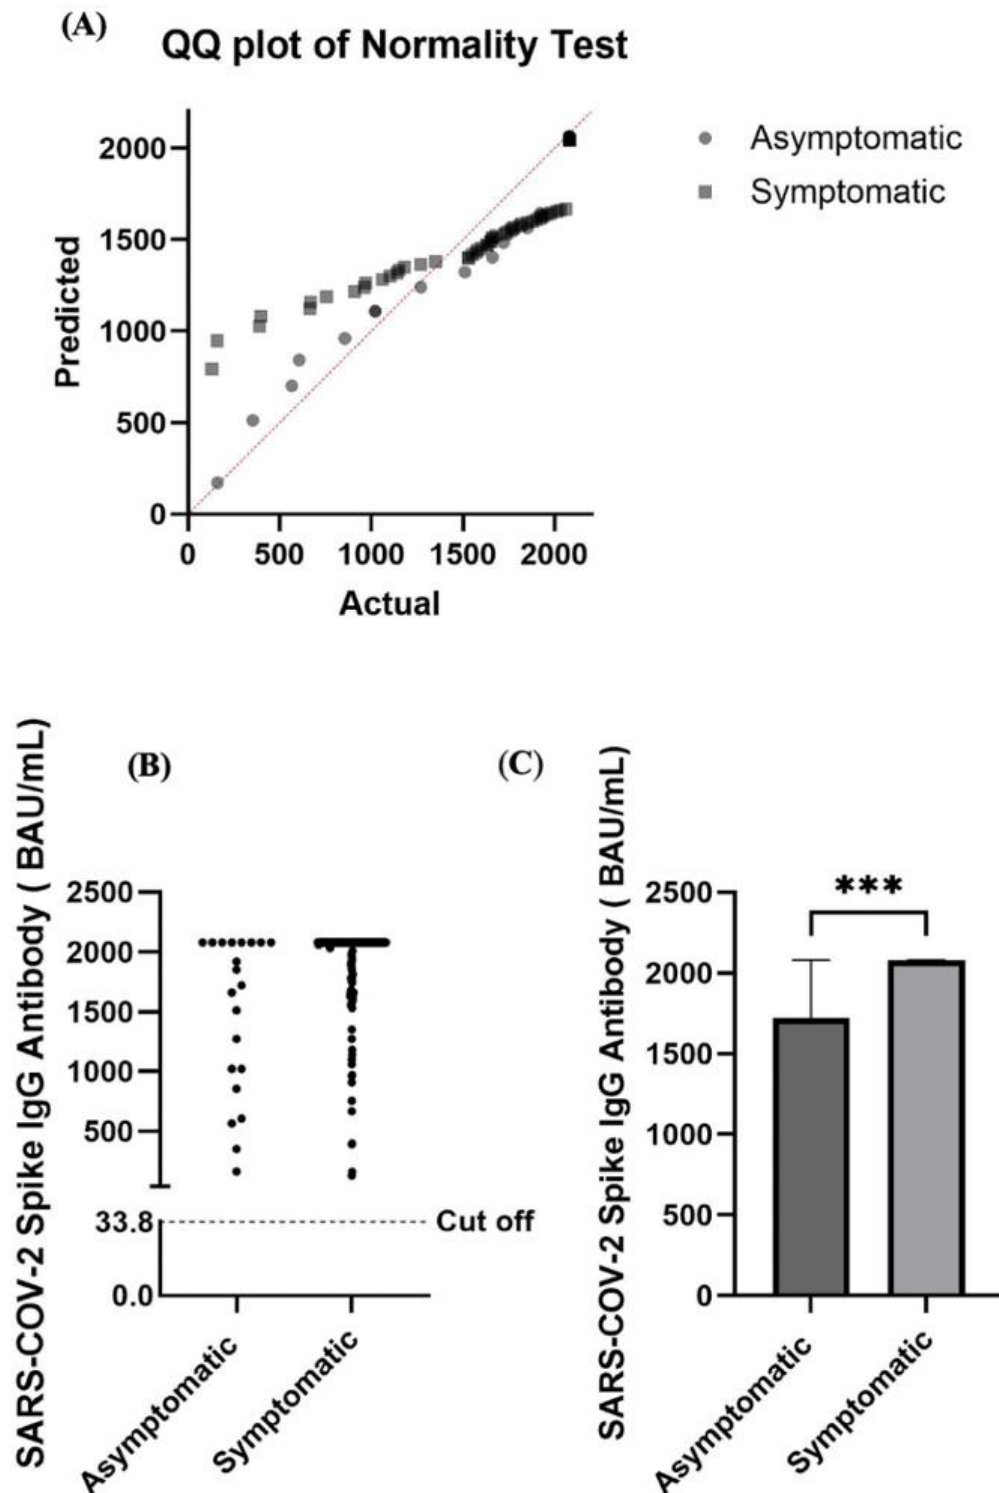 (A)
QQ plot of Normality Test
Predicted
2000
1500
1000
500
0
0 500 1000 1500 2000
Actual
Asymptomatic
Symptomatic
(B)
SARS-COV-2 Spike IgG Antibody ( BAU/mL)
2500
2000
1500
1000
500
33.8
Cut off
0.0
Asymptomatic
Symptomatic
(C)
SARS-COV-2 Spike IgG Antibody ( BAU/mL)
***
2500
2000
1500
1000
500
0
Asymptomatic
Symptomatic